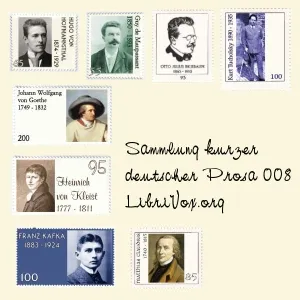 HUGO VON
HOFMANNSTHAL
1874 - 1929
85
Guy de Maupassant
1850 - 1893
OTTO JULIUS BIERBAUM
1865 - 1910
95
Kurt Tucholsky 1890 - 1935
100
Johann Wolfgang
von Goethe
1749 - 1832
200
95
Heinrich
von Kleist
1777 - 1811
FRANZ KAFKA
1883 - 1924
100
matthias claudius
1740 - 1815
85
Sammlung kurzer
deutscher Prosa 008
LibriVox.org